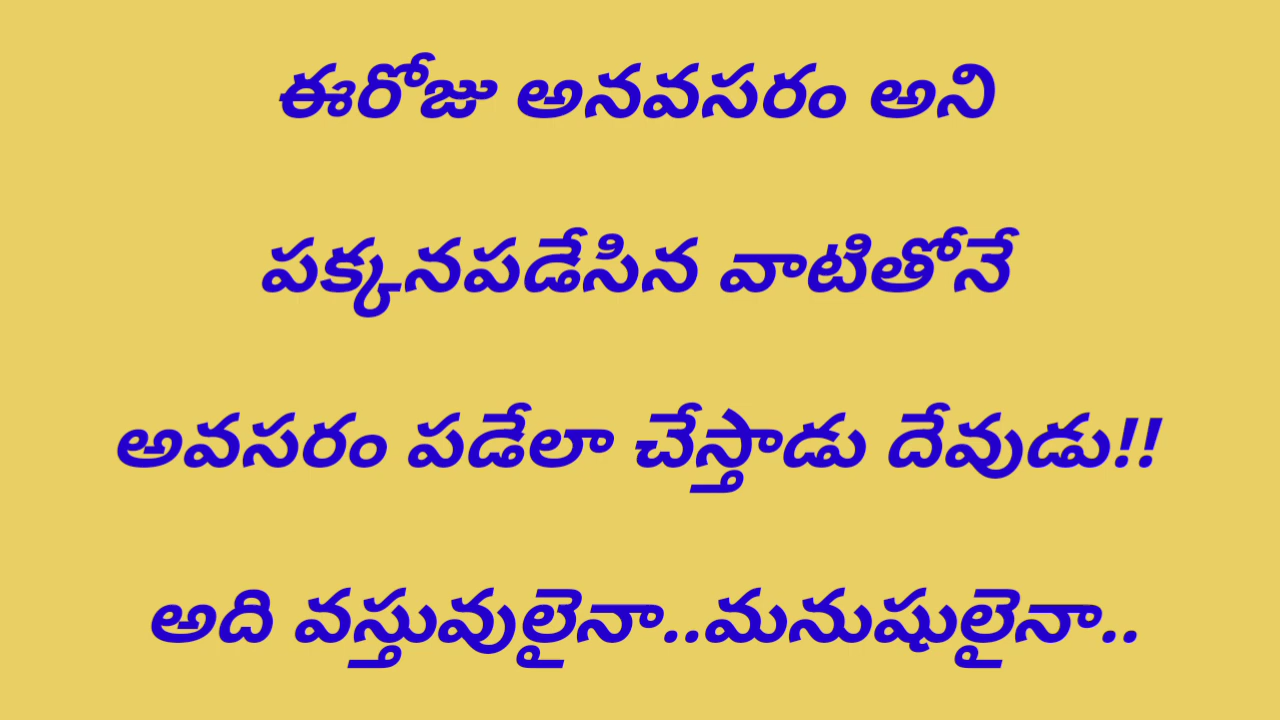 ఈరోజు అనవసరం అని
పక్కనపడేసిన వాటితోనే
అవసరం పడేలా చేస్తాడు దేవుడు!!
అది వస్తువులైనా..మనుషులైనా..